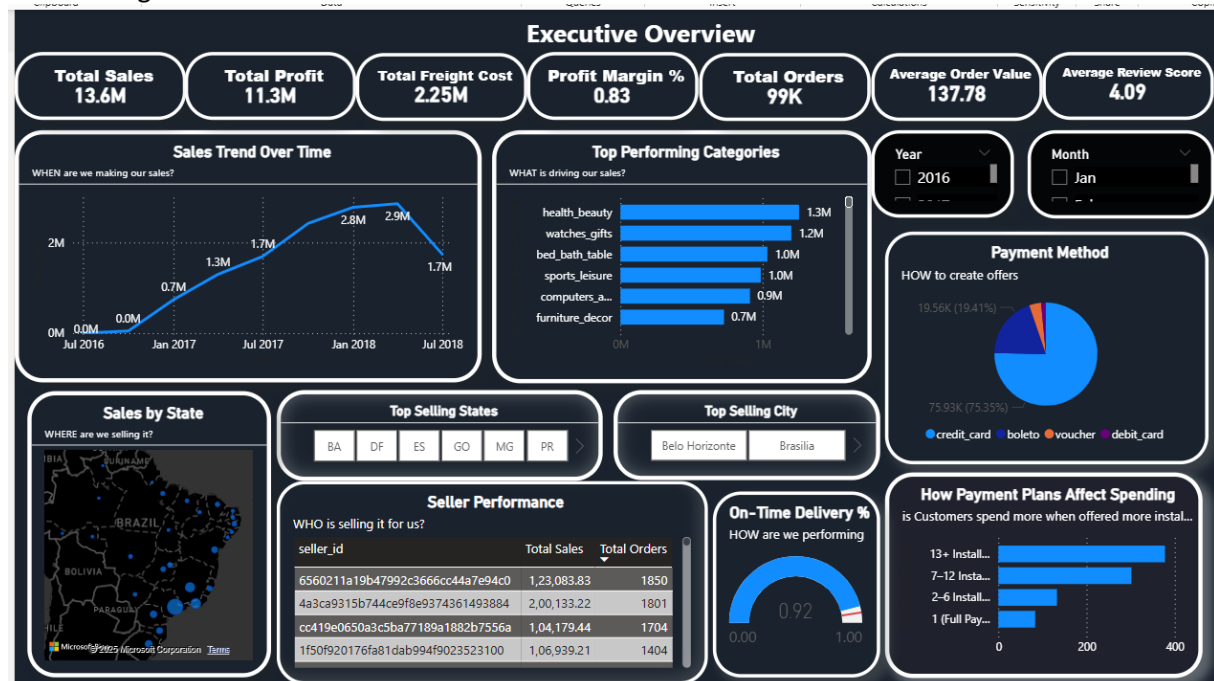 Clipboard
Data
Queries
Insert
Calculations
Sensitivity
Share
Executive Overview
Total Sales
13.6M
Total Profit
11.3M
Total Freight Cost
2.25M
Profit Margin %
0.83
Total Orders
99K
Average Order Value
137.78
Average Review Score
4.09
Sales Trend Over Time
WHEN are we making our sales?
2M
0M
0.0M
0.0M
0.7M
1.3M
1.7M
2.8M
2.9M
1.7M
Jul 2016
Jan 2017
Jul 2017
Jan 2018
Jul 2018
Top Performing Categories
WHAT is driving our sales?
health_beauty 1.3M
watches_gifts 1.2M
bed_bath_table 1.0M
sports_leisure 1.0M
computers_a... 0.9M
furniture_decor 0.7M
0M 1M
Year
2016
Month
Jan
Payment Method
HOW to create offers
19.56K (19.41%)
75.93K (75.35%)
credit_card boleto voucher debit_card
Sales by State
WHERE are we selling it?
SURINAME
BRAZIL
BOLIVIA
PARAGUAY
Microsoft
© 2025 Microsoft Corporation Terms
Top Selling States
BA DF ES GO MG PR
Top Selling City
Belo Horizonte Brasilia
Seller Performance
WHO is selling it for us?
seller_id Total Sales Total Orders
6560211a19b47992c3666cc44a7e94c0 1,23,083.83 1850
4a3ca9315b744ce9f8e9374361493884 2,00,133.22 1801
cc419e0650a3c5ba77189a1882b7556a 1,04,179.44 1704
1f50f920176fa81dab994f9023523100 1,06,939.21 1404
On-Time Delivery %
HOW are we performing
0.92
0.00 1.00
How Payment Plans Affect Spending
is Customers spend more when offered more instal...
13+ Install...
7–12 Insta...
2–6 Install...
1 (Full Pay...
0 200 400